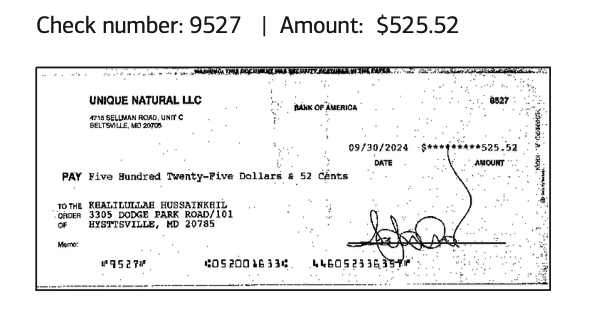 Check number: 9527 | Amount: $525.52
WARNING: THIS DOCUMENT HAS SECURITY FEATURES IN THE PAPER
UNIQUE NATURAL LLC
BANK OF AMERICA
9527
4718 SELLMAN ROAD, UNIT C
BELTSVILLE, MD 20705
09/30/2024 $*********525.52
DATE AMOUNT
PAY Five Hundred Twenty-Five Dollars & 52 Cents
TO THE ORDER OF
KHALILULLAH HUSSAINKHIL
3305 DODGE PARK ROAD/101
HYSTTSVILLE, MD 20785
Memo:
⑈9527⑈ ⑆052001633⑆ 446052336357⑈